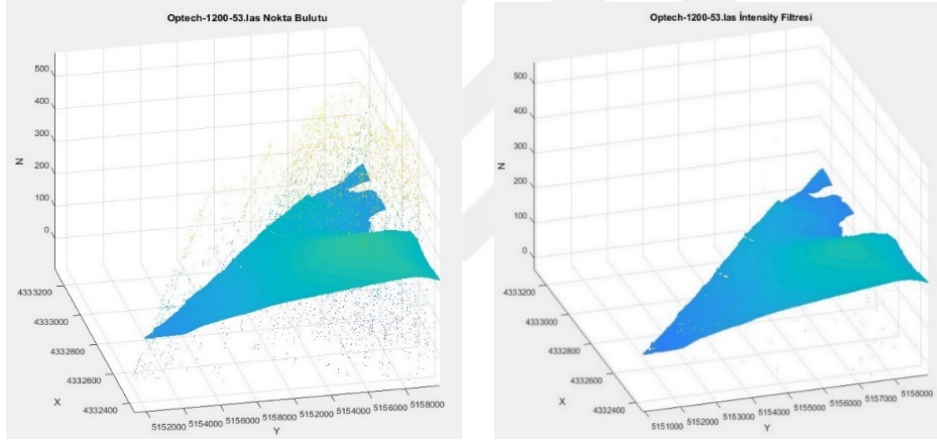 Optech-1200-53.las Nokta Bulutu
500
400
300
200
100
0
N
4333200
4333000
4332800
4332600
4332400
X
5152000 5154000 5156000 5158000 5152000 5154000 5156000 5158000
Y
Optech-1200-53.las İntensity Filtresi
500
400
300
200
100
0
N
4333200
4333000
4332800
4332600
4332400
X
5151000 5152000 5153000 5154000 5155000 5156000 5157000 5158000
Y